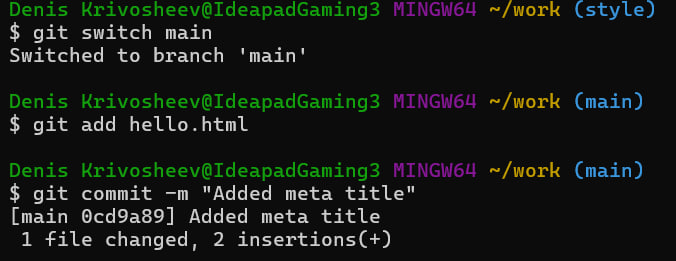 Denis Krivosheev@IdeapadGaming3 MINGW64 ~/work (style)
$ git switch main
Switched to branch 'main'
Denis Krivosheev@IdeapadGaming3 MINGW64 ~/work (main)
$ git add hello.html
Denis Krivosheev@IdeapadGaming3 MINGW64 ~/work (main)
$ git commit -m "Added meta title"
[main 0cd9a89] Added meta title
 1 file changed, 2 insertions(+)